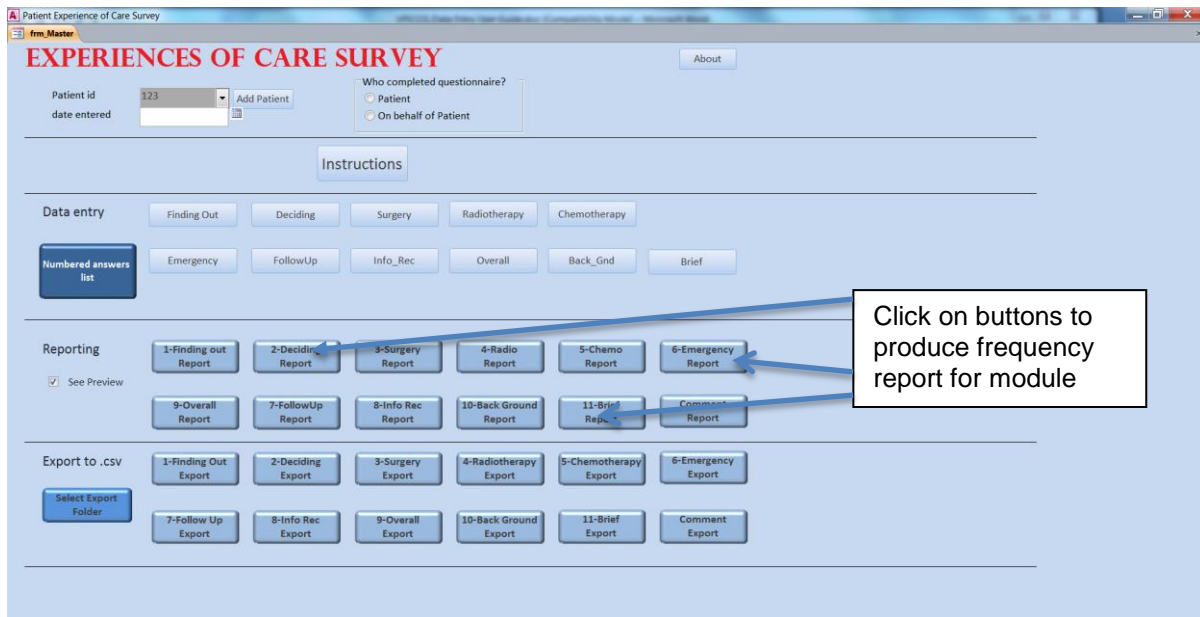 Patient Experience of Care Survey
frm_Master
EXPERIENCES OF CARE SURVEY
About
Patient id
123
Add Patient
date entered
Who completed questionnaire?
Patient
On behalf of Patient
Instructions
Data entry
Finding Out
Deciding
Surgery
Radiotherapy
Chemotherapy
Numbered answers
list
Emergency
FollowUp
Info_Rec
Overall
Back_Gnd
Brief
Click on buttons to
produce frequency
report for module
Reporting
See Preview
1-Finding out
Report
2-Deciding
Report
3-Surgery
Report
4-Radio
Report
5-Chemo
Report
6-Emergency
Report
9-Overall
Report
7-FollowUp
Report
8-Info Rec
Report
10-Back Ground
Report
11-Brief
Report
Comment
Report
Export to .csv
Select Export
Folder
1-Finding Out
Export
2-Deciding
Export
3-Surgery
Export
4-Radiotherapy
Export
5-Chemotherapy
Export
6-Emergency
Export
7-Follow Up
Export
8-Info Rec
Export
9-Overall
Export
10-Back Ground
Export
11-Brief
Export
Comment
Export